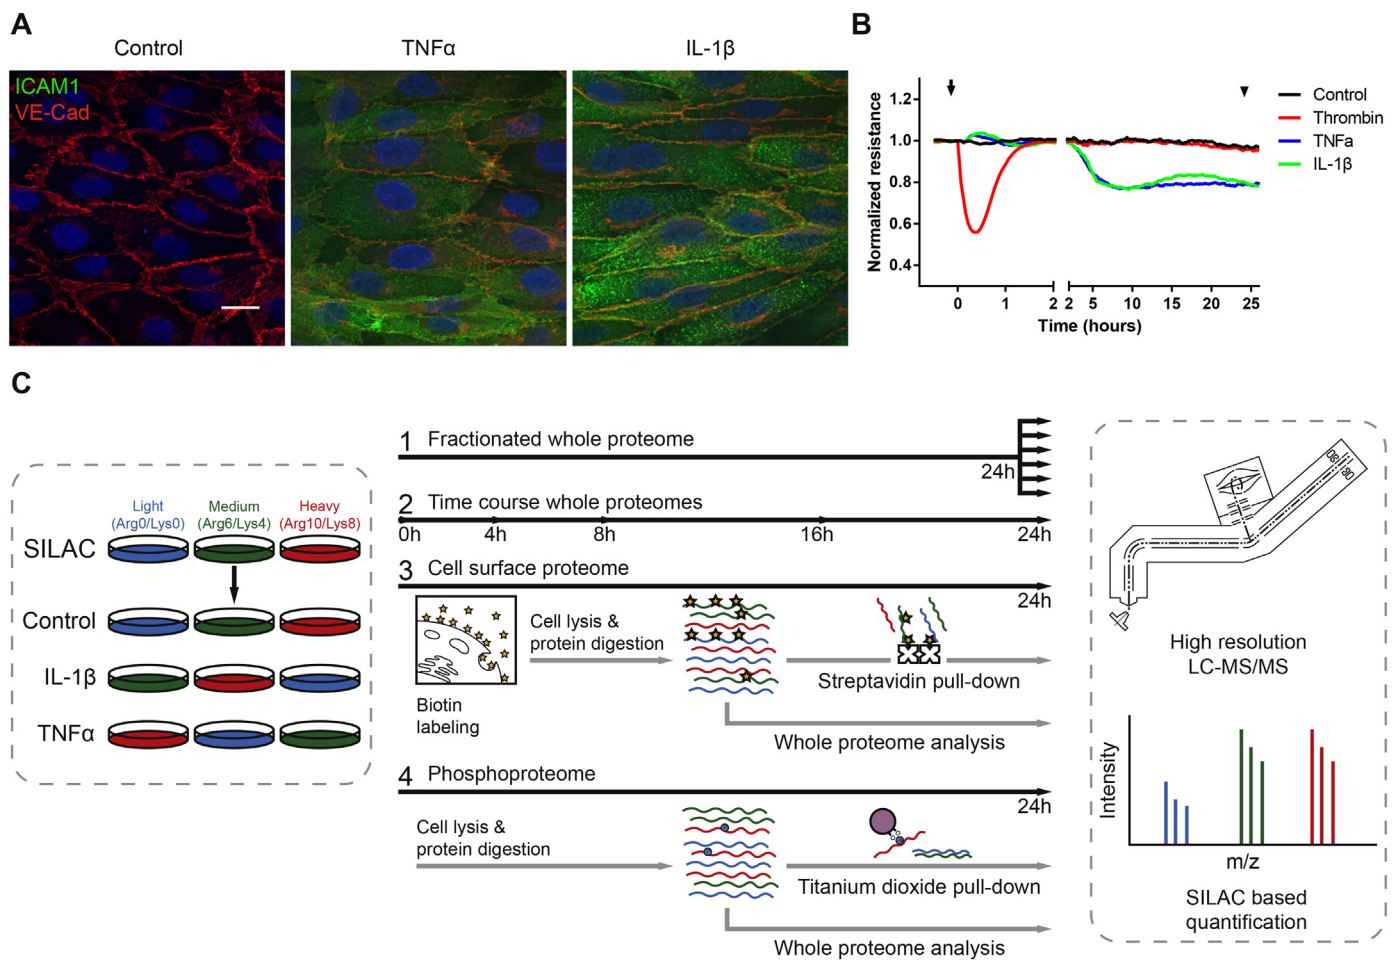 A
Control
TNFα
IL-1β
ICAM1
VE-Cad
B
Normalized resistance
1.2
1.0
0.8
0.6
0.4
0
1
2
2
5
10
15
20
25
Time (hours)
Control
Thrombin
TNFa
IL-1β
C
Light
(Arg0/Lys0)
Medium
(Arg6/Lys4)
Heavy
(Arg10/Lys8)
SILAC
Control
IL-1β
TNFα
1 Fractionated whole proteome
24h
2 Time course whole proteomes
0h
4h
8h
16h
24h
3 Cell surface proteome
24h
Biotin
labeling
Cell lysis &
protein digestion
Streptavidin pull-down
Whole proteome analysis
4 Phosphoproteome
24h
Cell lysis &
protein digestion
Titanium dioxide pull-down
Whole proteome analysis
High resolution
LC-MS/MS
Intensity
m/z
SILAC based
quantification